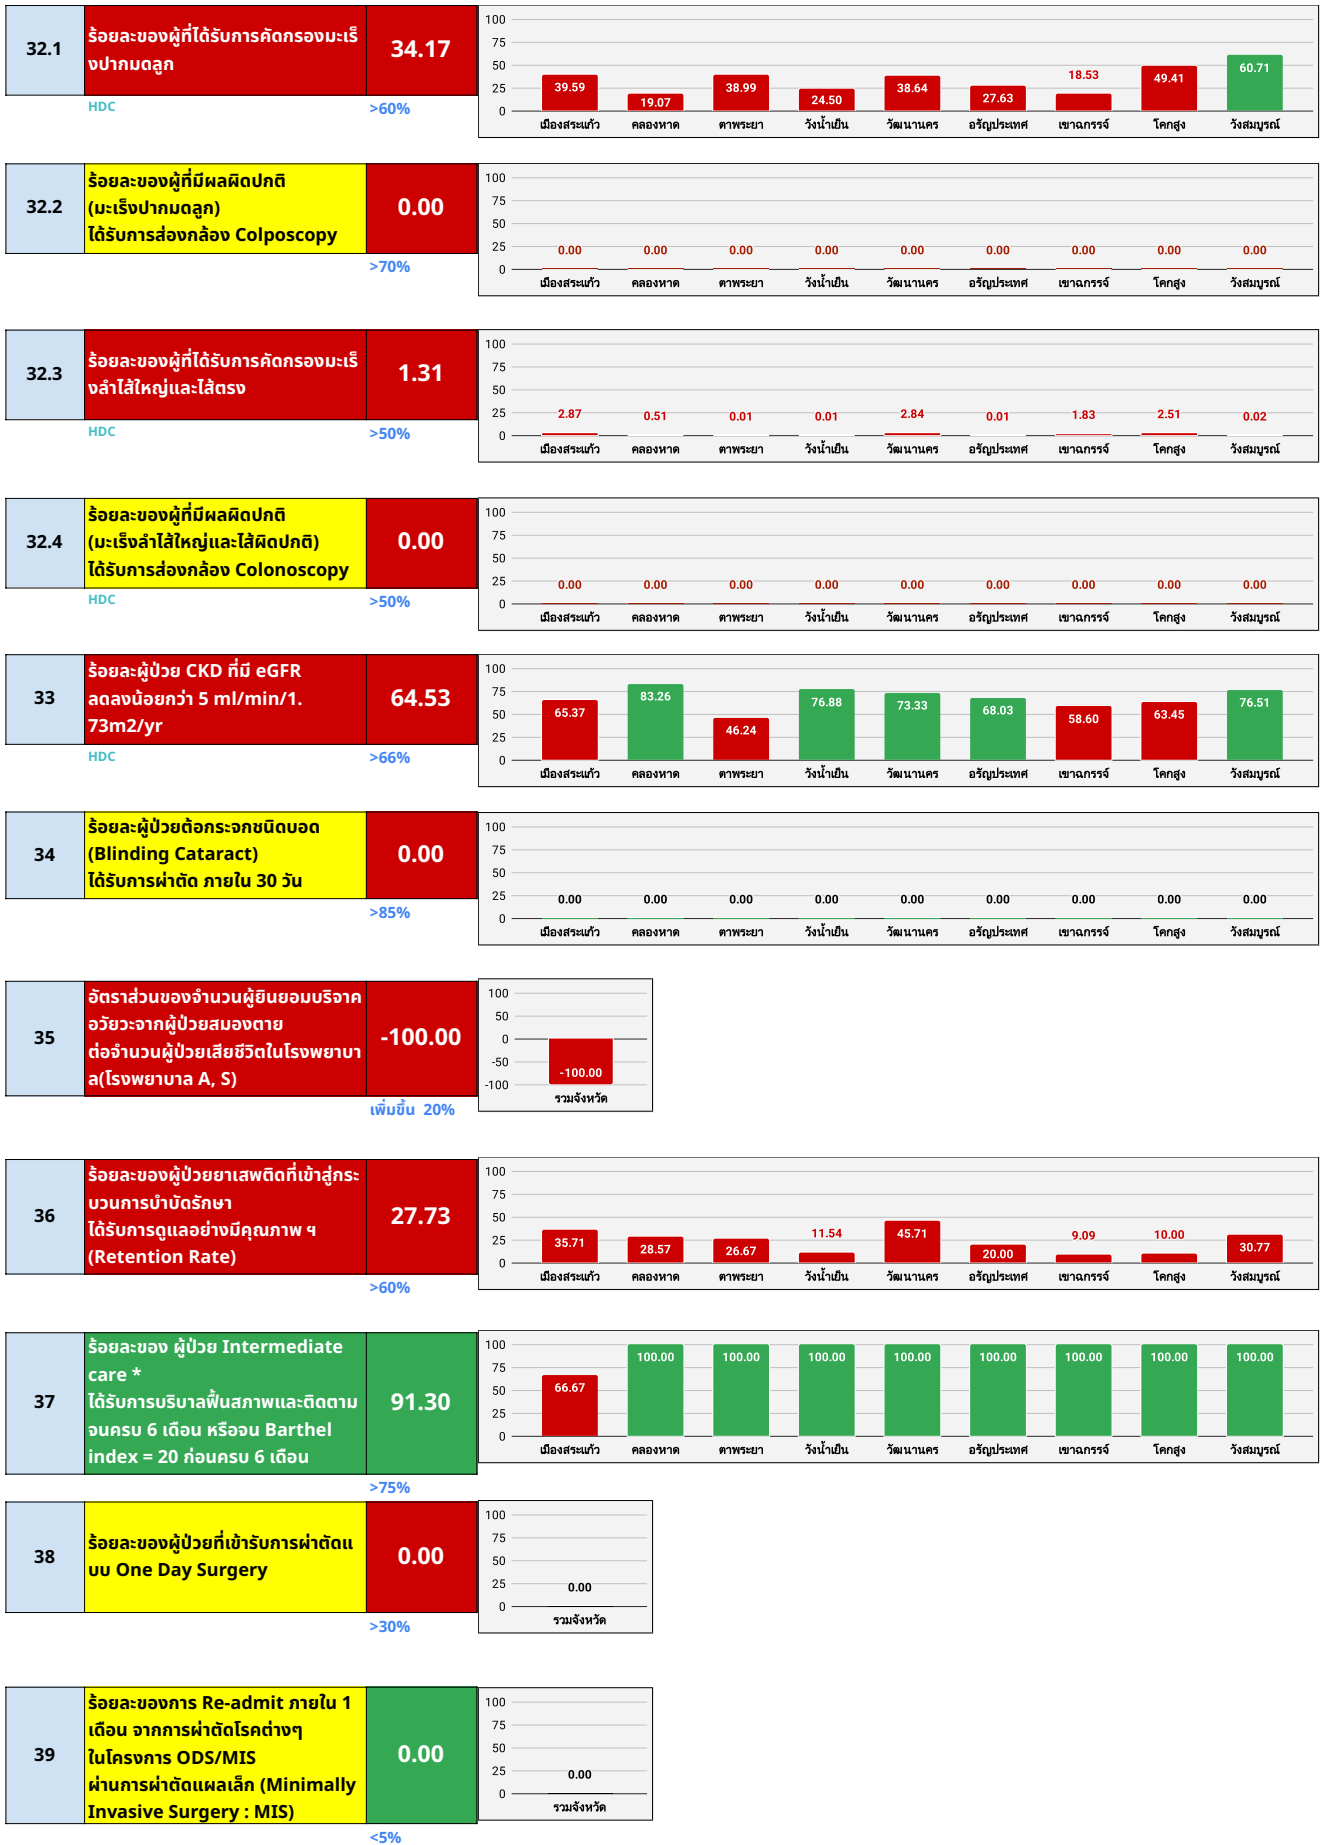 32.1
ร้อยละของผู้ที่ได้รับการคัดกรองมะเร็
งปากมดลูก
34.17
HDC
>60%
100
75
50
25
0
39.59
19.07
38.99
24.50
38.64
27.63
18.53
49.41
60.71
เมืองสระแก้ว คลองหาด ตาพระยา วังน้ำเย็น วัฒนานคร อรัญประเทศ เขาฉกรรจ์ โคกสูง วังสมบูรณ์
32.2
ร้อยละของผู้ที่มีผลผิดปกติ
(มะเร็งปากมดลูก)
ได้รับการส่องกล้อง Colposcopy
0.00
>70%
100
75
50
25
0
0.00 0.00 0.00 0.00 0.00 0.00 0.00 0.00 0.00
เมืองสระแก้ว คลองหาด ตาพระยา วังน้ำเย็น วัฒนานคร อรัญประเทศ เขาฉกรรจ์ โคกสูง วังสมบูรณ์
32.3
ร้อยละของผู้ที่ได้รับการคัดกรองมะเร็
งลำไส้ใหญ่และไส้ตรง
1.31
HDC
>50%
100
75
50
25
0
2.87 0.51 0.01 0.01 2.84 0.01 1.83 2.51 0.02
เมืองสระแก้ว คลองหาด ตาพระยา วังน้ำเย็น วัฒนานคร อรัญประเทศ เขาฉกรรจ์ โคกสูง วังสมบูรณ์
32.4
ร้อยละของผู้ที่มีผลผิดปกติ
(มะเร็งลำไส้ใหญ่และไส้ผิดปกติ)
ได้รับการส่องกล้อง Colonoscopy
0.00
HDC
>50%
100
75
50
25
0
0.00 0.00 0.00 0.00 0.00 0.00 0.00 0.00 0.00
เมืองสระแก้ว คลองหาด ตาพระยา วังน้ำเย็น วัฒนานคร อรัญประเทศ เขาฉกรรจ์ โคกสูง วังสมบูรณ์
33
ร้อยละผู้ป่วย CKD ที่มี eGFR
ลดลงน้อยกว่า 5 ml/min/1.
73m2/yr
64.53
HDC
>66%
100
75
50
25
0
65.37 83.26 46.24 76.88 73.33 68.03 58.60 63.45 76.51
เมืองสระแก้ว คลองหาด ตาพระยา วังน้ำเย็น วัฒนานคร อรัญประเทศ เขาฉกรรจ์ โคกสูง วังสมบูรณ์
34
ร้อยละผู้ป่วยต้อกระจกชนิดบอด
(Blinding Cataract)
ได้รับการผ่าตัด ภายใน 30 วัน
0.00
>85%
100
75
50
25
0
0.00 0.00 0.00 0.00 0.00 0.00 0.00 0.00 0.00
เมืองสระแก้ว คลองหาด ตาพระยา วังน้ำเย็น วัฒนานคร อรัญประเทศ เขาฉกรรจ์ โคกสูง วังสมบูรณ์
35
อัตราส่วนของจำนวนผู้ยินยอมบริจาค
อวัยวะจากผู้ป่วยสมองตาย
ต่อจำนวนผู้ป่วยเสียชีวิตในโรงพยาบา
ล(โรงพยาบาล A, S)
-100.00
เพิ่มขึ้น 20%
100
50
0
-50
-100
-100.00
รวมจังหวัด
36
ร้อยละของผู้ป่วยยาเสพติดที่เข้าสู่กระ
บวนการบำบัดรักษา
ได้รับการดูแลอย่างมีคุณภาพ ฯ
(Retention Rate)
27.73
>60%
100
75
50
25
0
35.71 28.57 26.67 11.54 45.71 20.00 9.09 10.00 30.77
เมืองสระแก้ว คลองหาด ตาพระยา วังน้ำเย็น วัฒนานคร อรัญประเทศ เขาฉกรรจ์ โคกสูง วังสมบูรณ์
37
ร้อยละของ ผู้ป่วย Intermediate
care *
ได้รับการบริบาลฟื้นสภาพและติดตาม
จนครบ 6 เดือน หรือจน Barthel
index = 20 ก่อนครบ 6 เดือน
91.30
>75%
100
75
50
25
0
66.67 100.00 100.00 100.00 100.00 100.00 100.00 100.00 100.00
เมืองสระแก้ว คลองหาด ตาพระยา วังน้ำเย็น วัฒนานคร อรัญประเทศ เขาฉกรรจ์ โคกสูง วังสมบูรณ์
38
ร้อยละของผู้ป่วยที่เข้ารับการผ่าตัดแ
บบ One Day Surgery
0.00
>30%
100
75
50
25
0
0.00
รวมจังหวัด
39
ร้อยละของการ Re-admit ภายใน 1
เดือน จากการผ่าตัดโรคต่างๆ
ในโครงการ ODS/MIS
ผ่านการผ่าตัดแผลเล็ก (Minimally
Invasive Surgery : MIS)
0.00
<5%
100
75
50
25
0
0.00
รวมจังหวัด